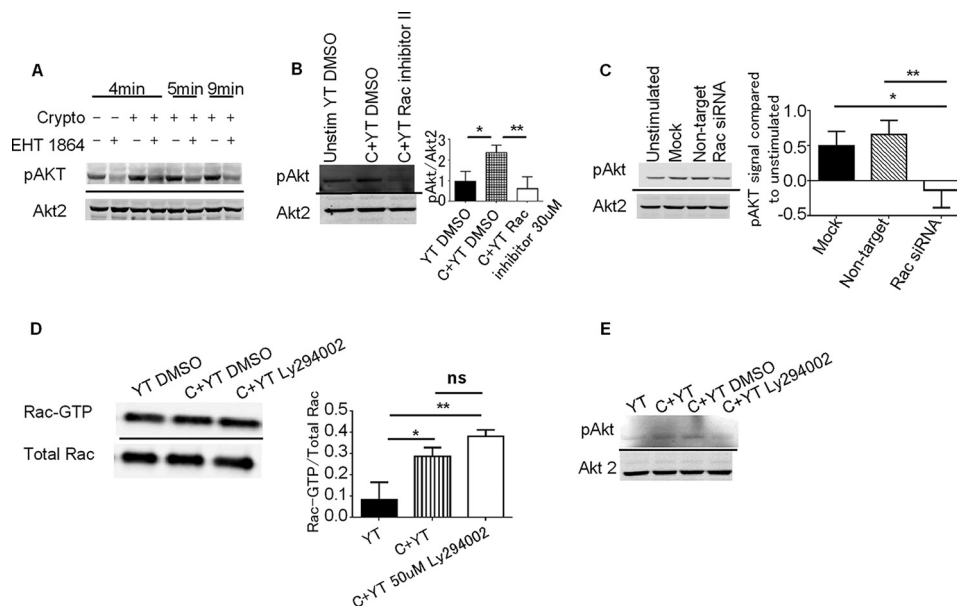 A
4min 5min 9min
Crypto – – + + + + + +
EHT 1864 – + – + – + – +
pAKT
Akt2
B
Unstim YT DMSO
C+YT DMSO
C+YT Rac inhibitor II
pAkt
Akt2
pAkt/Akt2
4
3
2
1
0
*
**
YT DMSO
C+YT DMSO
C+YT Rac
inhibitor 30uM
C
Unstimulated
Mock
Non-target
Rac siRNA
pAkt
Akt2
pAKT signal compared
to unstimulated
1.0
0.5
0.0
-0.5
**
*
Mock
Non-target
Rac siRNA
D
YT DMSO
C+YT DMSO
C+YT Ly294002
Rac-GTP
Total Rac
Rac-GTP/Total Rac
0.4
0.3
0.2
0.1
0.0
ns
**
*
YT
C+YT
C+YT 50uM Ly294002
E
YT
C+YT
C+YT DMSO
C+YT Ly294002
pAkt
Akt 2